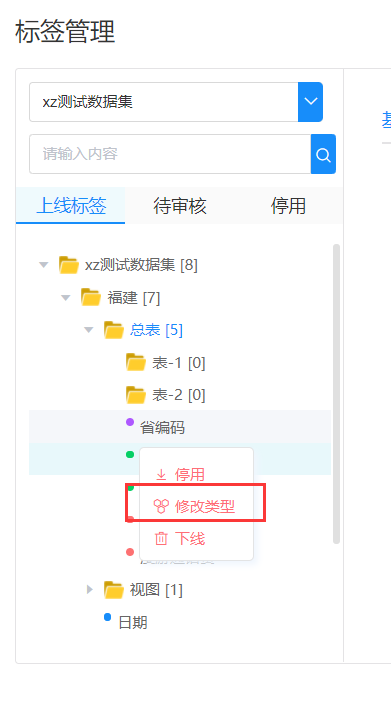 标签管理
xz测试数据集
请输入内容
上线标签 待审核 停用
xz测试数据集 [8]
福建 [7]
总表 [5]
表-1 [0]
表-2 [0]
省编码
停用
修改类型
下线
视图 [1]
日期